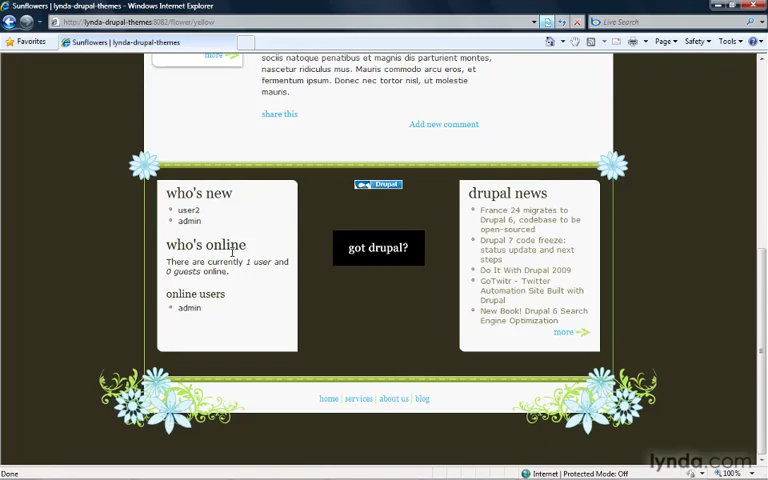 Sunflowers | lynda-drupal-themes - Windows Internet Explorer
http://lynda-drupal-themes:8082/flower/yellow
Live Search
Favorites
Sunflowers | lynda-drupal-themes
Page
Safety
Tools
more
sociis natoque penatibus et magnis dis parturient montes,
nascetur ridiculus mus. Mauris commodo arcu eros, et
fermentum ipsum. Donec nec tortor nisl, ut molestie
mauris.
share this
Add new comment
who's new
user2
admin
who's online
There are currently 1 user and
0 guests online.
online users
admin
Drupal
got drupal?
drupal news
France 24 migrates to
Drupal 6, codebase to be
open-sourced
Drupal 7 code freeze:
status update and next
steps
Do It With Drupal 2009
GoTwitr - Twitter
Automation Site Built with
Drupal
New Book! Drupal 6 Search
Engine Optimization
more
home | services | about us | blog
Done
Internet | Protected Mode: Off
100%
lynda.com